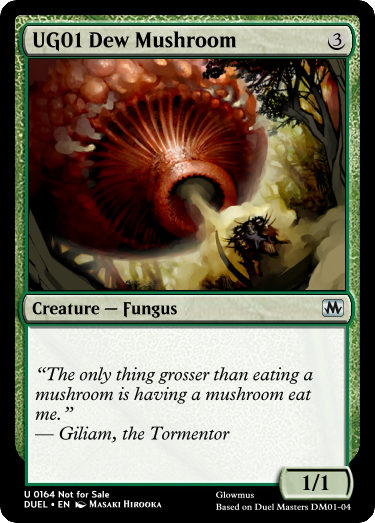 UG01 Dew Mushroom 3
Creature — Fungus M
“The only thing grosser than eating a
mushroom is having a mushroom eat
me.”
— Giliam, the Tormentor
1/1
U 0164 Not for Sale
DUEL • EN Masaki Hirooka
Glowmus
Based on Duel Masters DM01-04